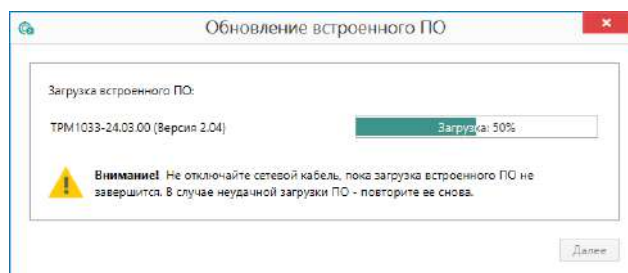 Обновление встроенного ПО
Загрузка встроенного ПО:
ТРМ1033-24.03.00 (Версия 2.04)
Загрузка: 50%
Внимание! Не отключайте сетевой кабель, пока загрузка встроенного ПО не
завершится. В случае неудачной загрузки ПО - повторите ее снова.
Далее